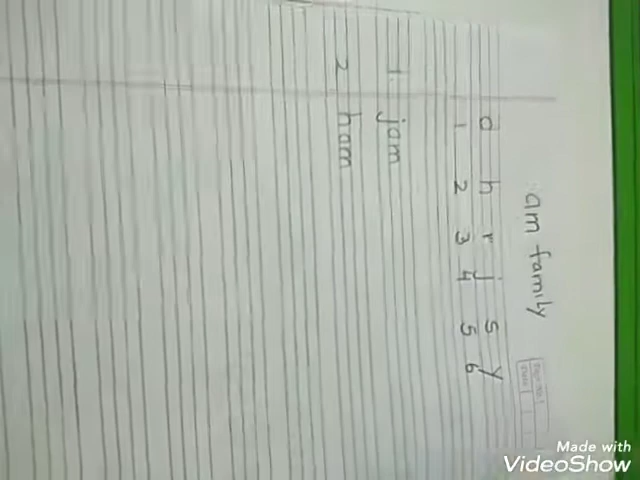 am family
d h r j s y
1 2 3 4 5 6
1 jam
2 ham
Made with
VideoShow